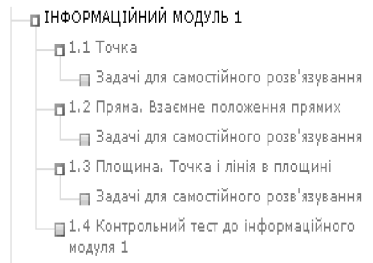 ІНФОРМАЦІЙНИЙ МОДУЛЬ 1
1.1 Точка
Задачі для самостійного розв'язування
1.2 Пряма. Взаємне положення прямих
Задачі для самостійного розв'язування
1.3 Площина. Точка і лінія в площині
Задачі для самостійного розв'язування
1.4 Контрольний тест до інформаційного
модуля 1